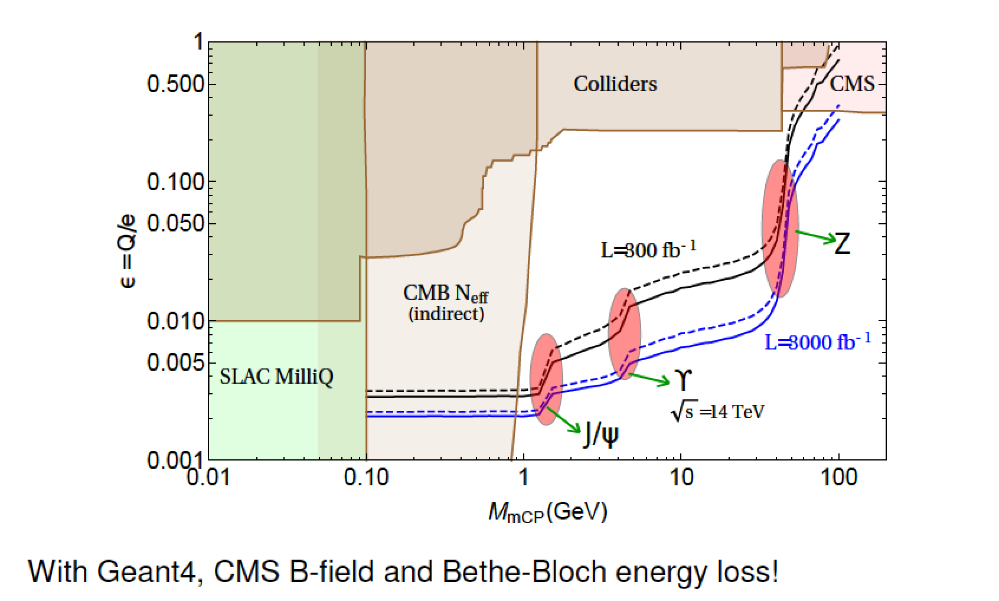 1
0.500
0.100
0.050
0.010
0.005
0.001
ϵ =Q/e
Colliders
CMS
L=300 fb-1
Z
CMB Neff
(indirect)
L=3000 fb-1
SLAC MilliQ
ϒ
√s =14 TeV
J/ψ
0.01 0.10 1 10 100
MmCP(GeV)
With Geant4, CMS B-field and Bethe-Bloch energy loss!